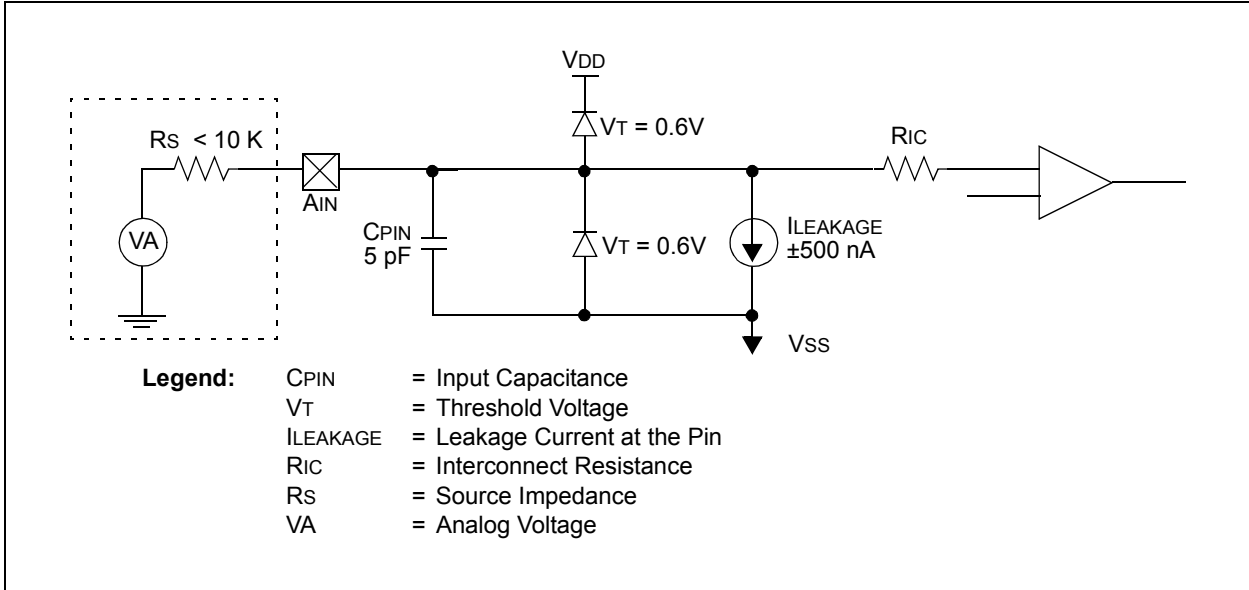 VDD
VT = 0.6V
RS < 10 K
RIC
AIN
VA
CPIN
5 pF
VT = 0.6V
ILEAKAGE
±500 nA
VSS
Legend: CPIN = Input Capacitance
VT = Threshold Voltage
ILEAKAGE = Leakage Current at the Pin
RIC = Interconnect Resistance
RS = Source Impedance
VA = Analog Voltage